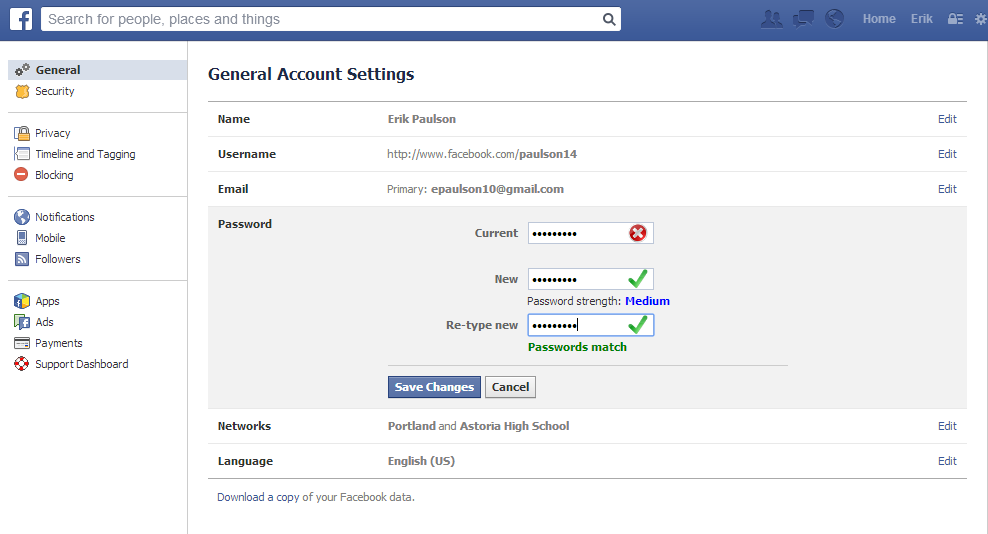 f Search for people, places and things Home Erik
General
Security
Privacy
Timeline and Tagging
Blocking
Notifications
Mobile
Followers
Apps
Ads
Payments
Support Dashboard
General Account Settings
Name Erik Paulson Edit
Username http://www.facebook.com/paulson14 Edit
Email Primary: epaulson10@gmail.com Edit
Password
Current •••••••••
New •••••••••
Password strength: Medium
Re-type new •••••••••
Passwords match
Save Changes Cancel
Networks Portland and Astoria High School Edit
Language English (US) Edit
Download a copy of your Facebook data.